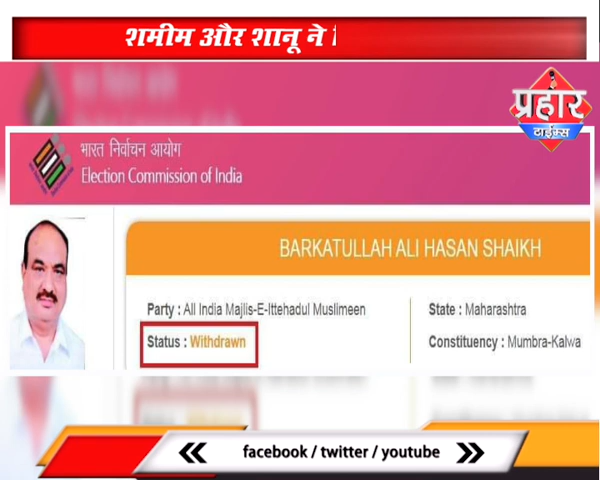 शमीम और शानू ने
प्रहार
टाईम्स
भारत निर्वाचन आयोग
Election Commission of India
BARKATULLAH ALI HASAN SHAIKH
Party : All India Majlis-E-Ittehadul Muslimeen
State : Maharashtra
Status : Withdrawn
Constituency : Mumbra-Kalwa
facebook / twitter / youtube